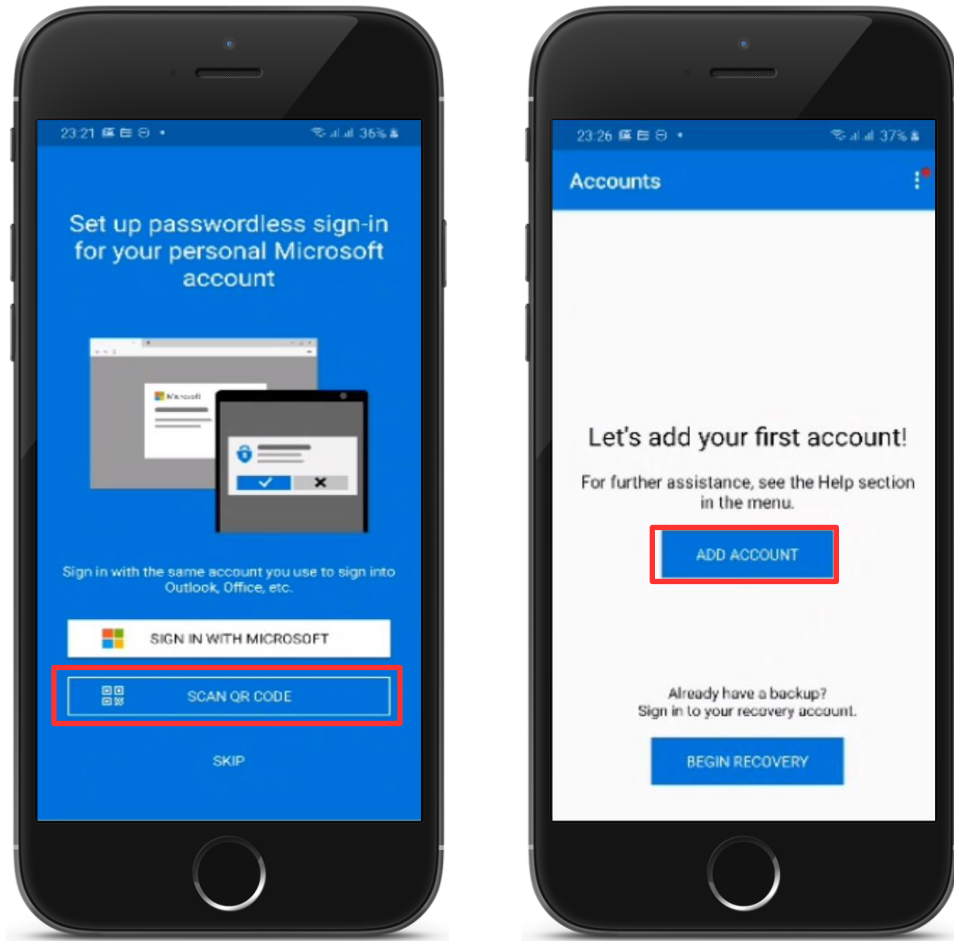 23:21
36%
Set up passwordless sign-in
for your personal Microsoft
account
Microsoft
Sign in with the same account you use to sign into
Outlook, Office, etc.
SIGN IN WITH MICROSOFT
SCAN QR CODE
SKIP
23:26
37%
Accounts
Let's add your first account!
For further assistance, see the Help section
in the menu.
ADD ACCOUNT
Already have a backup?
Sign in to your recovery account.
BEGIN RECOVERY